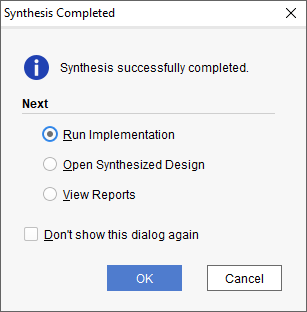 Synthesis Completed
Synthesis successfully completed.
Next
Run Implementation
Open Synthesized Design
View Reports
Don't show this dialog again
OK
Cancel